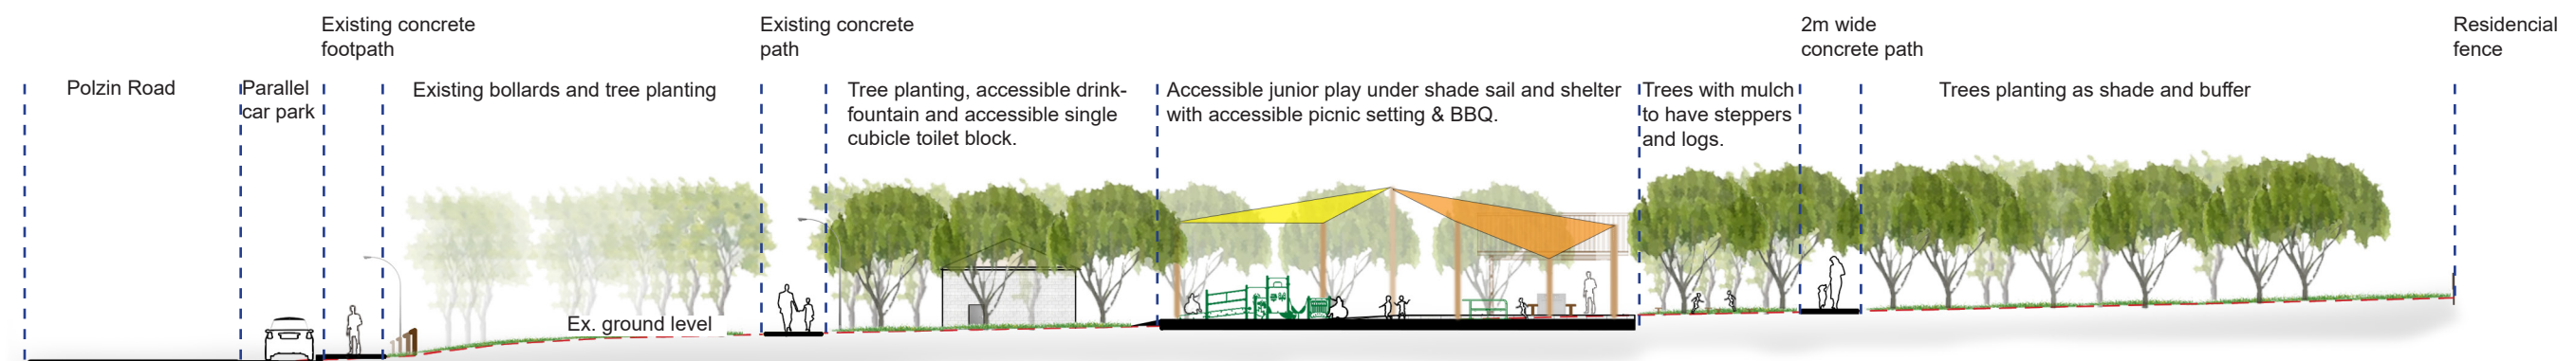 Existing concrete
footpath
Existing concrete
path
2m wide
concrete path
Residencial
fence
Polzin Road
Parallel
car park
Existing bollards and tree planting
Tree planting, accessible drink-
fountain and accessible single
cubicle toilet block.
Accessible junior play under shade sail and shelter
with accessible picnic setting & BBQ.
Trees with mulch
to have steppers
and logs.
Trees planting as shade and buffer
Ex. ground level